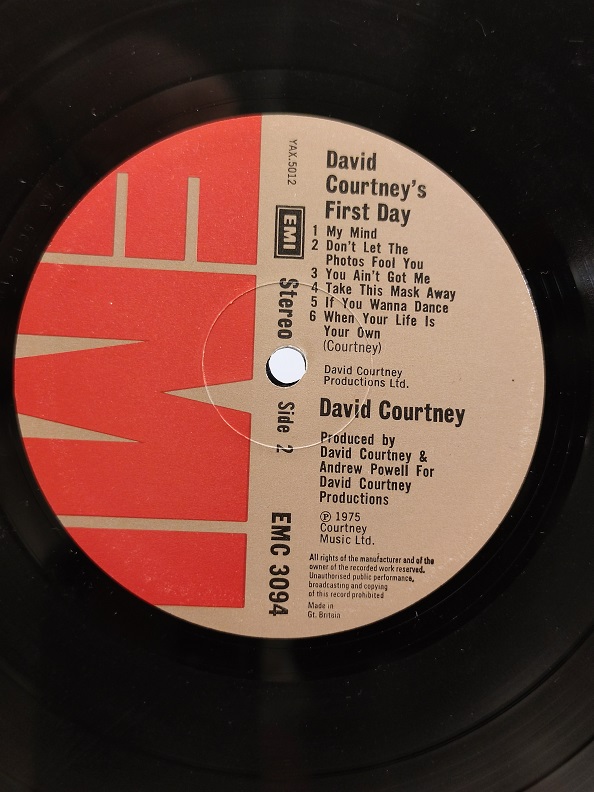 David
Courtney's
First Day
1 My Mind
2 Don't Let The
Photos Fool You
3 You Ain't Got Me
4 Take This Mask Away
5 If You Wanna Dance
6 When Your Life Is
Your Own
(Courtney)
David Courtney
Productions Ltd.
David Courtney
Produced by
David Courtney &
Andrew Powell For
David Courtney
Productions
℗ 1975
Courtney
Music Ltd.
All rights of the manufacturer and of the
owner of the recorded work reserved.
Unauthorised public performance,
broadcasting and copying
of this record prohibited
Made in
Gt. Britain
YAX.5012
EMI
Stereo
Side 2
EMC 3094
EMI